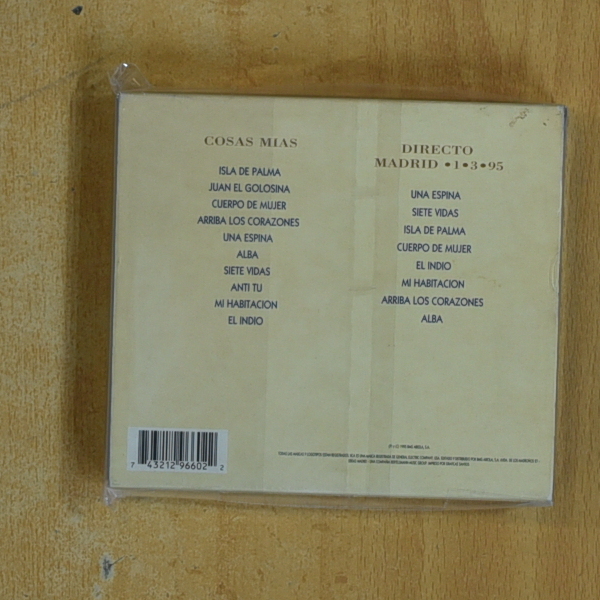 COSAS MIAS
ISLA DE PALMA
JUAN EL GOLOSINA
CUERPO DE MUJER
ARRIBA LOS CORAZONES
UNA ESPINA
ALBA
SIETE VIDAS
ANTI TU
MI HABITACION
EL INDIO
DIRECTO
MADRID •1•3•95
UNA ESPINA
SIETE VIDAS
ISLA DE PALMA
CUERPO DE MUJER
EL INDIO
MI HABITACION
ARRIBA LOS CORAZONES
ALBA
7 43212 96602 2